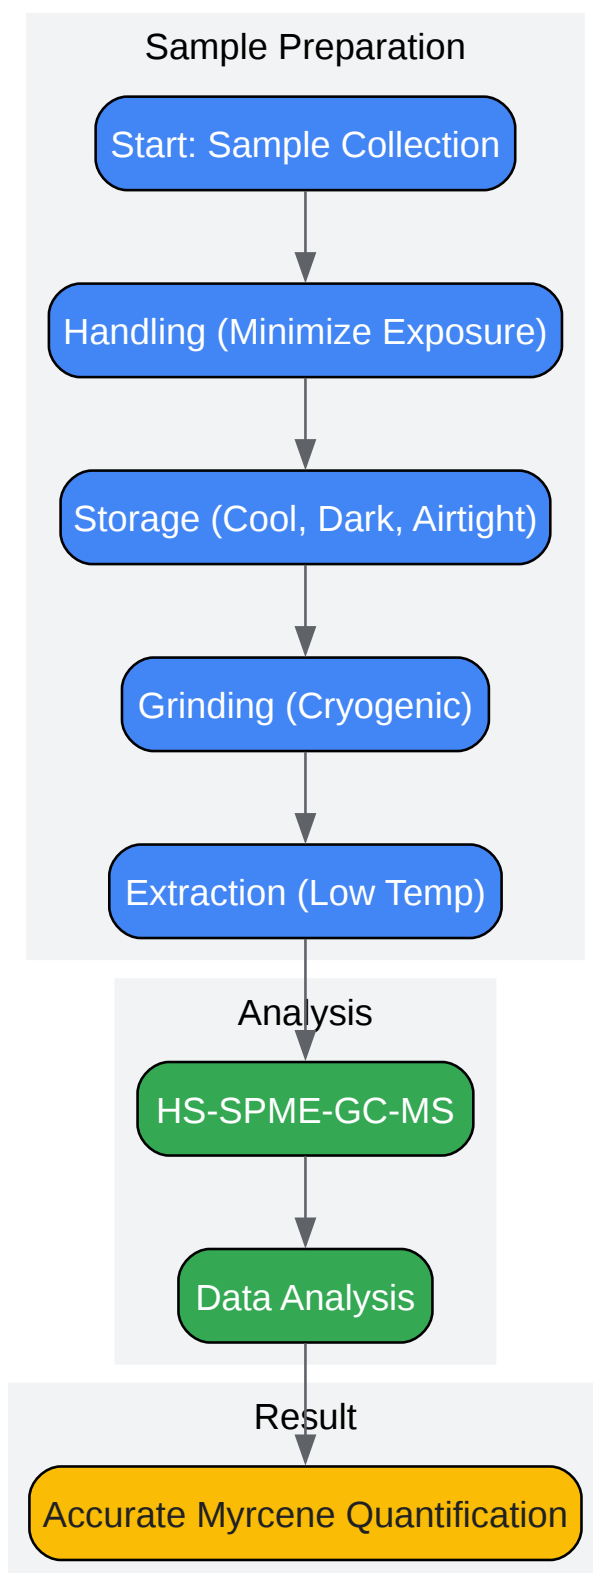 Sample Preparation
Start: Sample Collection
Handling (Minimize Exposure)
Storage (Cool, Dark, Airtight)
Grinding (Cryogenic)
Extraction (Low Temp)
Analysis
HS-SPME-GC-MS
Data Analysis
Result
Accurate Myrcene Quantification